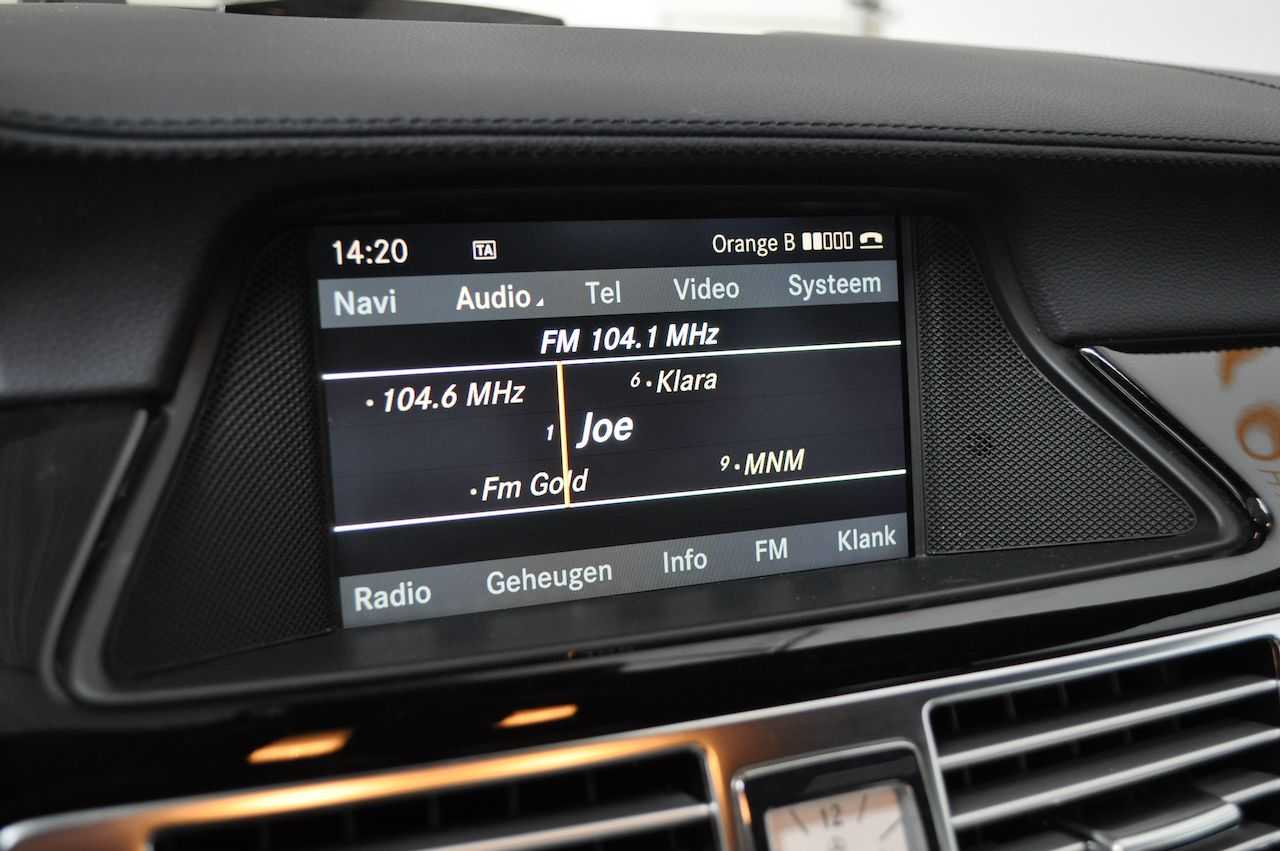 14:20 TA Orange B
Navi Audio Tel Video Systeem
FM 104.1 MHz
· 104.6 MHz 6 · Klara
1 Joe
· Fm Gold 9 · MNM
Radio Geheugen Info FM Klank
12